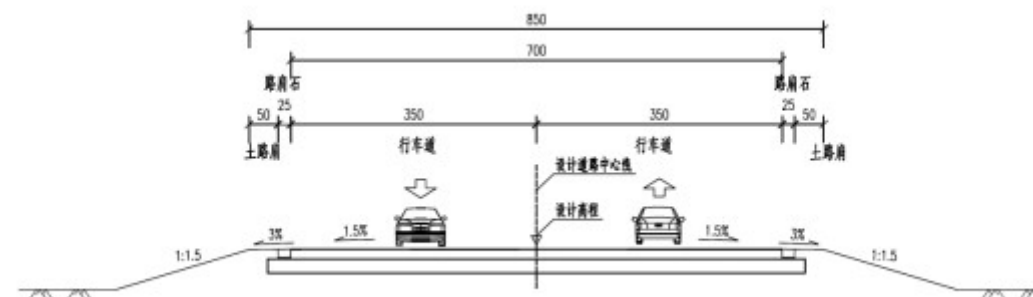 850
700
路肩石 路肩石
50 25 350 350 25 50
土路肩 行车道 行车道 土路肩
设计道路中心线
设计高程
3% 1.5% 1.5% 3%
1:1.5 1:1.5